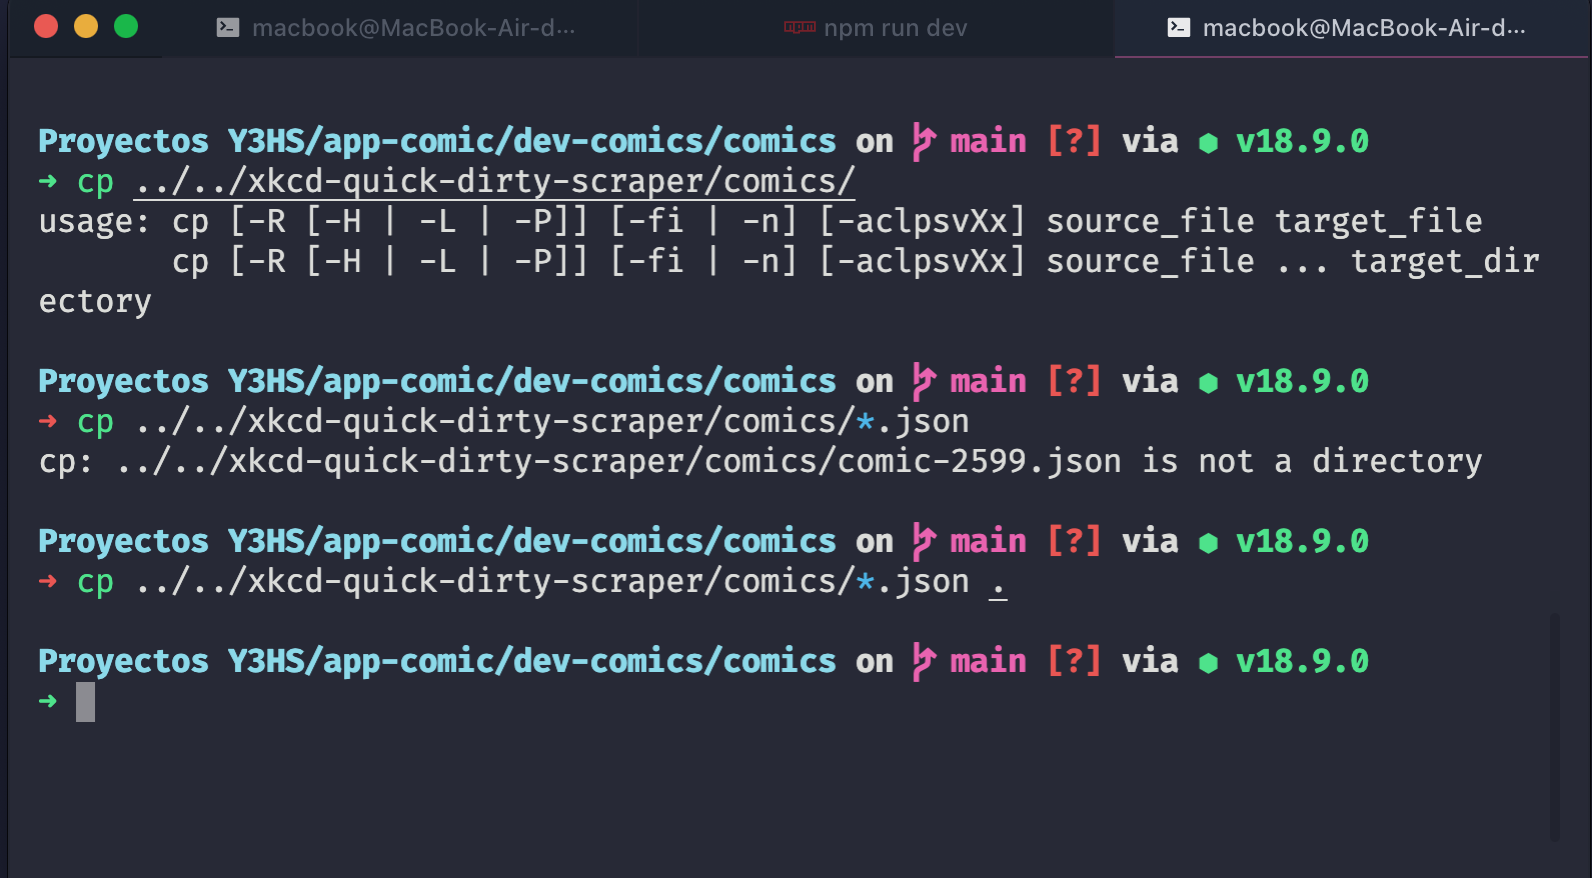 macbook@MacBook-Air-d...
npm run dev
macbook@MacBook-Air-d...
Proyectos Y3HS/app-comic/dev-comics/comics on main [?] via ⬢ v18.9.0
➜ cp ../../xkcd-quick-dirty-scraper/comics/
usage: cp [-R [-H | -L | -P]] [-fi | -n] [-aclpsvXx] source_file target_file
       cp [-R [-H | -L | -P]] [-fi | -n] [-aclpsvXx] source_file ... target_dir
ectory
Proyectos Y3HS/app-comic/dev-comics/comics on main [?] via ⬢ v18.9.0
➜ cp ../../xkcd-quick-dirty-scraper/comics/*.json
cp: ../../xkcd-quick-dirty-scraper/comics/comic-2599.json is not a directory
Proyectos Y3HS/app-comic/dev-comics/comics on main [?] via ⬢ v18.9.0
➜ cp ../../xkcd-quick-dirty-scraper/comics/*.json .
Proyectos Y3HS/app-comic/dev-comics/comics on main [?] via ⬢ v18.9.0
➜